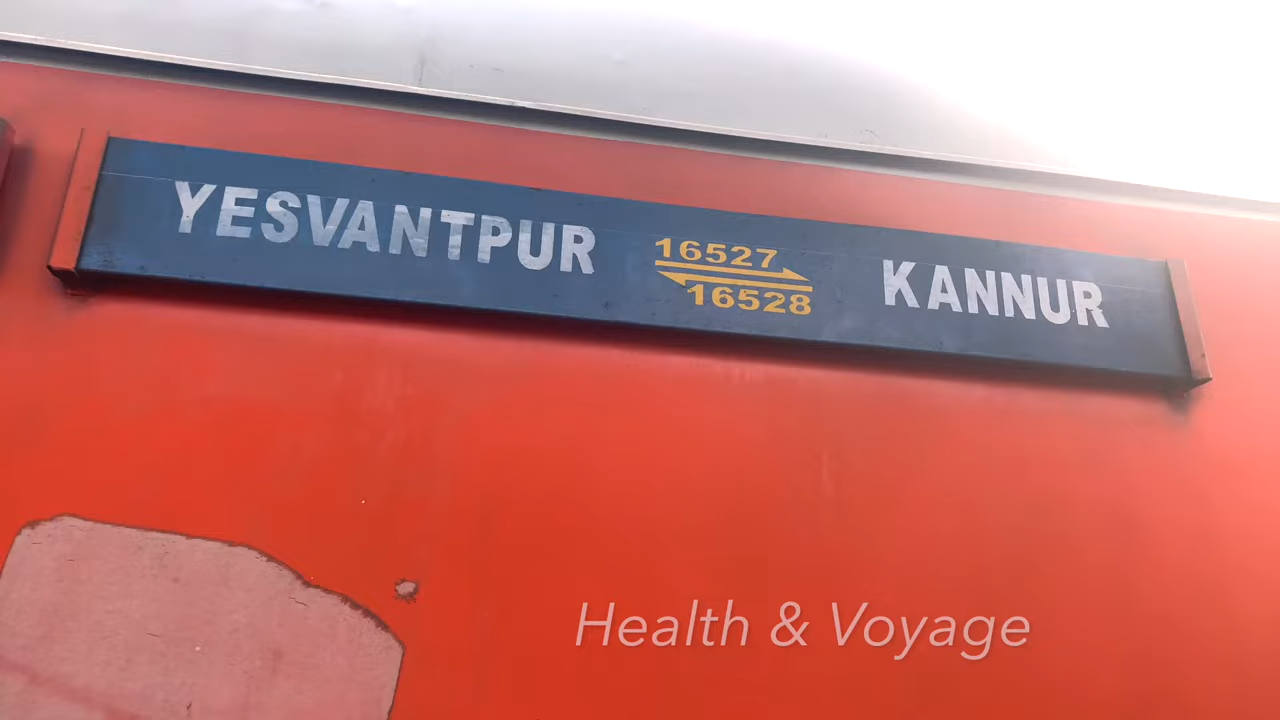 YESVANTPUR
16527
16528
KANNUR
Health & Voyage